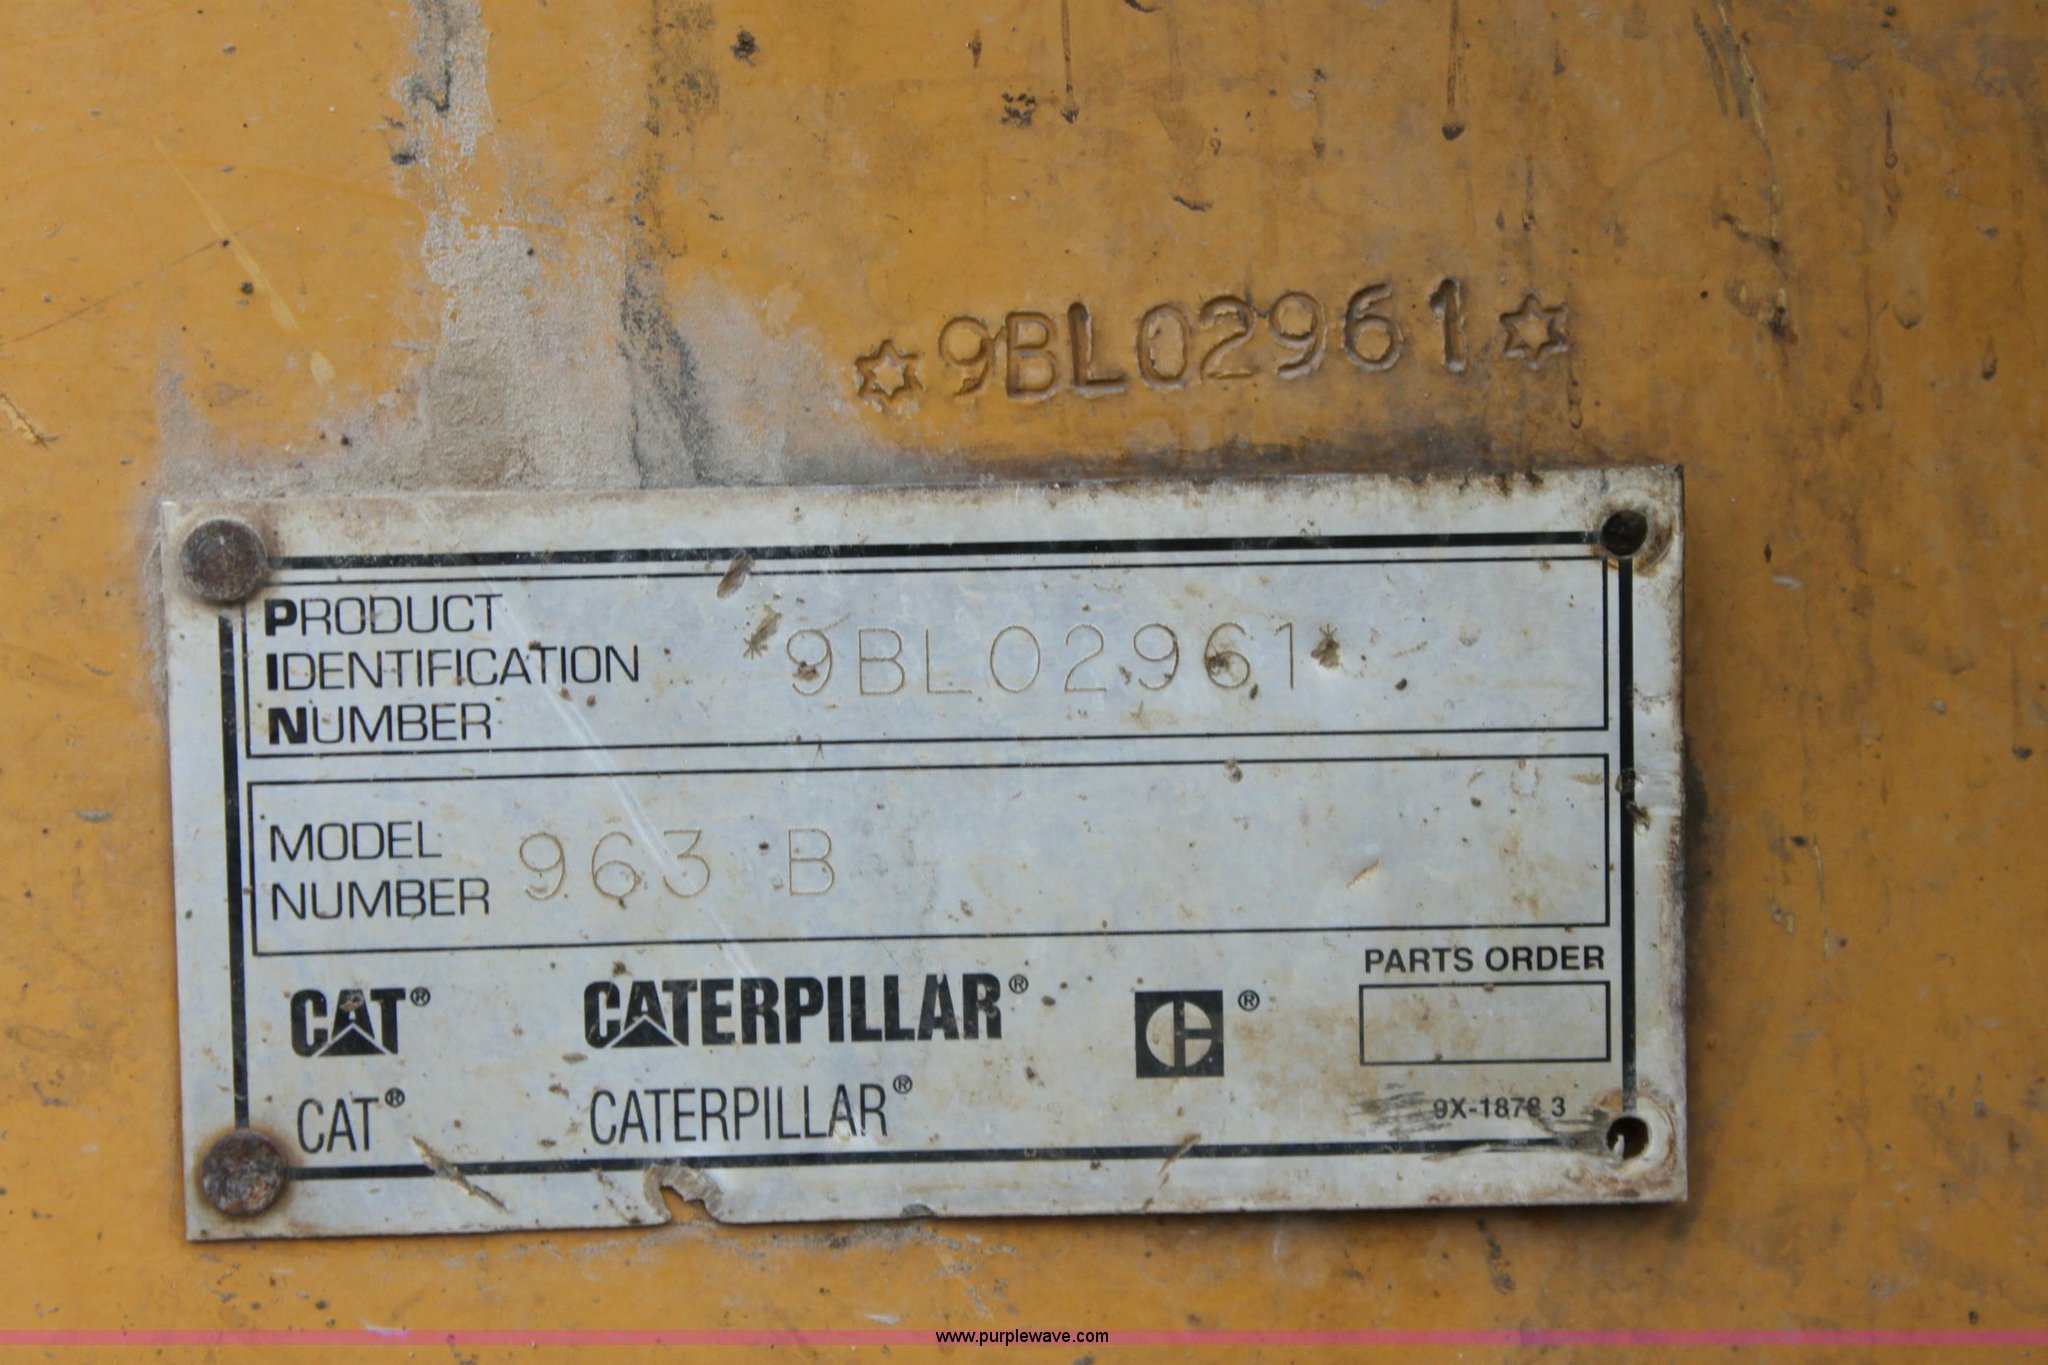 ✡9BL02961✡
PRODUCT
IDENTIFICATION
NUMBER
*9BL02961*
MODEL
NUMBER
963 B
PARTS ORDER
CAT® CATERPILLAR® ®
CAT® CATERPILLAR®
9X-1878 3
www.purplewave.com